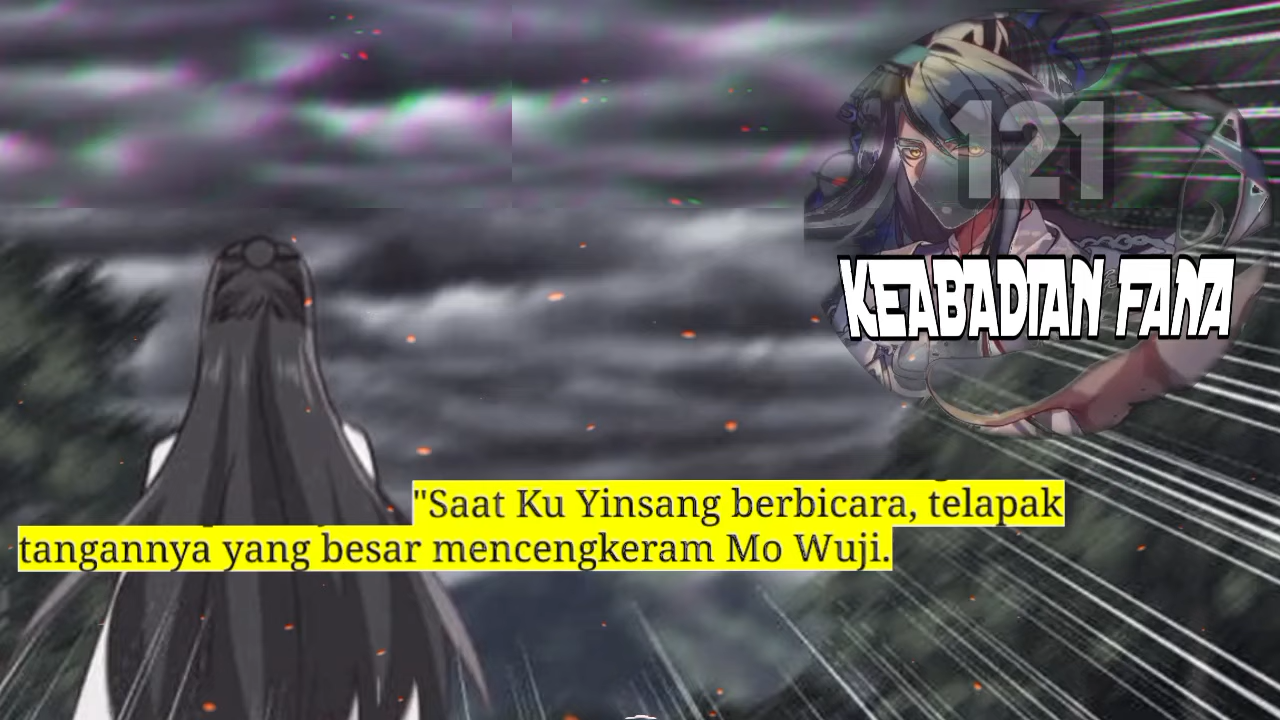 121
KEABADIAN FANA
"Saat Ku Yinsang berbicara, telapak
tangannya yang besar mencengkeram Mo Wuji.